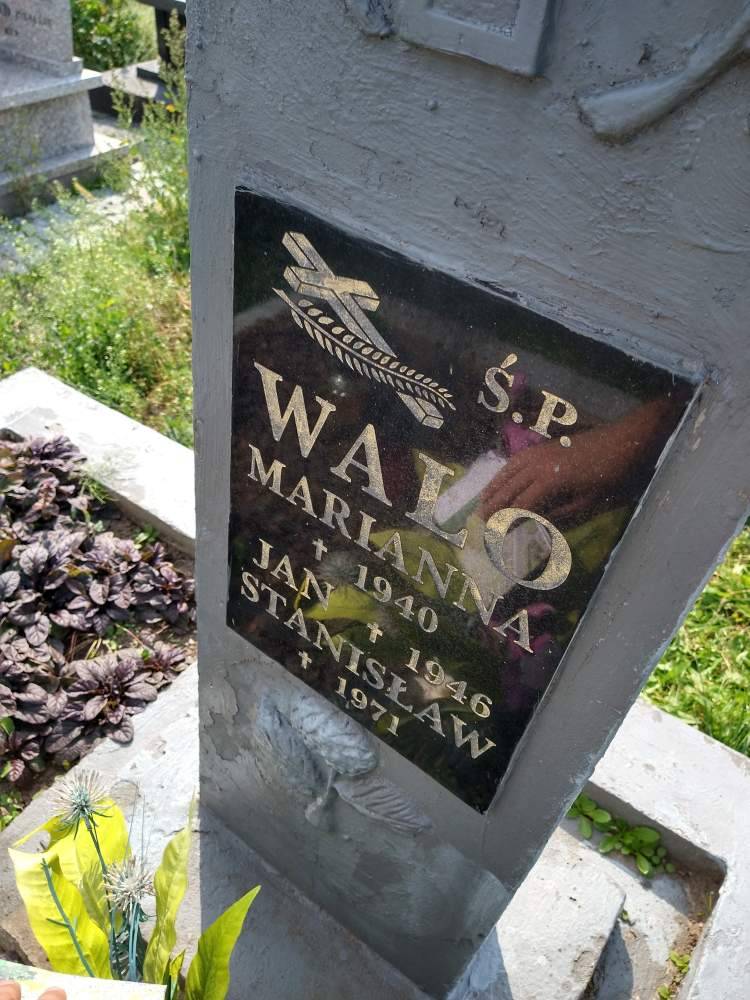 Ś.P.
WALO
MARIANNA
✝ 1940
JAN ✝ 1946
STANISŁAW
✝ 1971